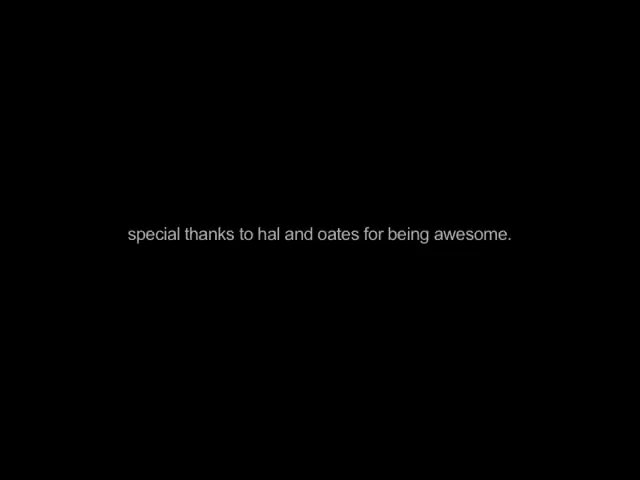 special thanks to hal and oates for being awesome.